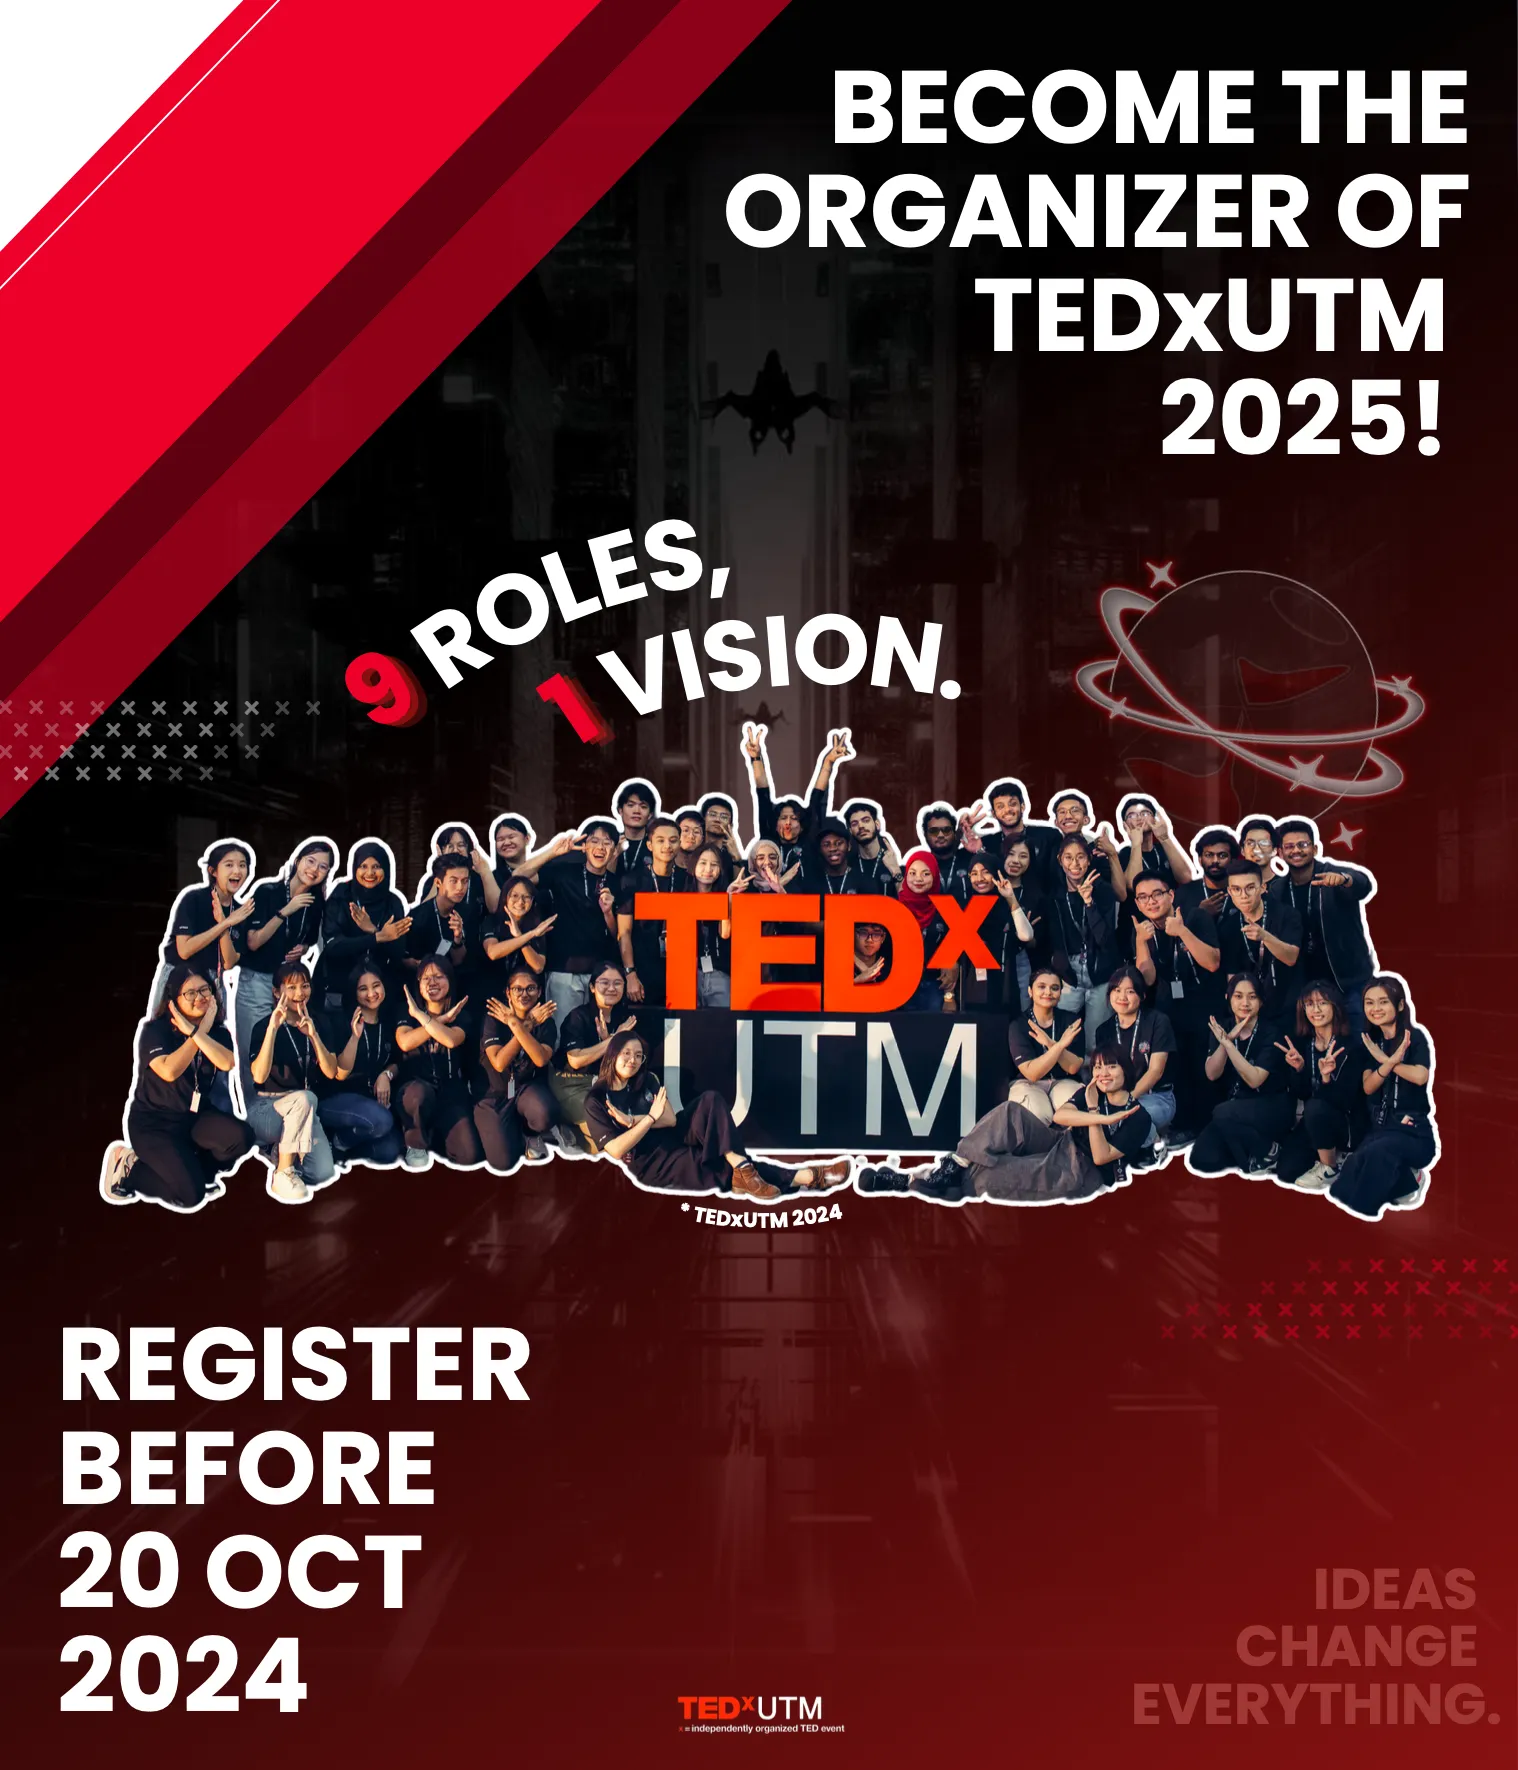 BECOME THE
ORGANIZER OF
TEDxUTM
2025!
9 ROLES,
1 VISION.
TEDx
UTM
* TEDxUTM 2024
REGISTER
BEFORE
20 OCT
2024
IDEAS
CHANGE
EVERYTHING.
TEDxUTM
x = independently organized TED event